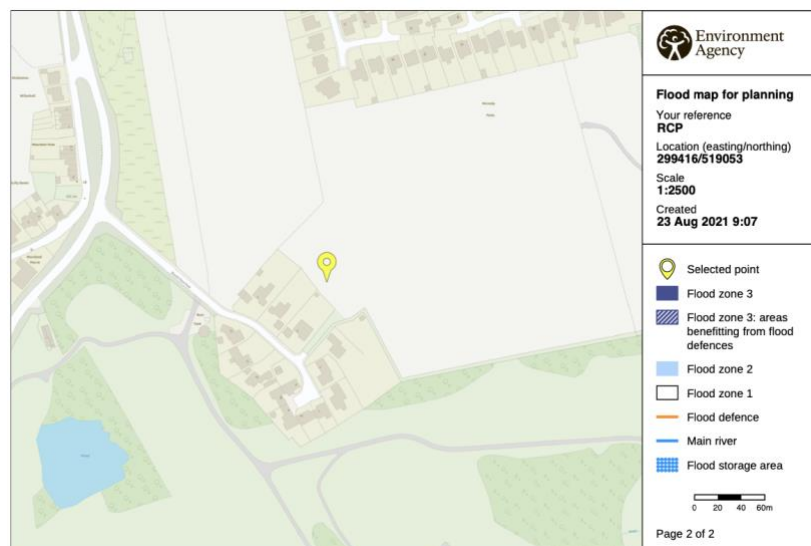 Environment
Agency
Flood map for planning
Your reference
RCP
Location (easting/northing)
299416/519053
Scale
1:2500
Created
23 Aug 2021 9:07
Selected point
Flood zone 3
Flood zone 3: areas
benefitting from flood
defences
Flood zone 2
Flood zone 1
Flood defence
Main river
Flood storage area
0 20 40 60m
Page 2 of 2